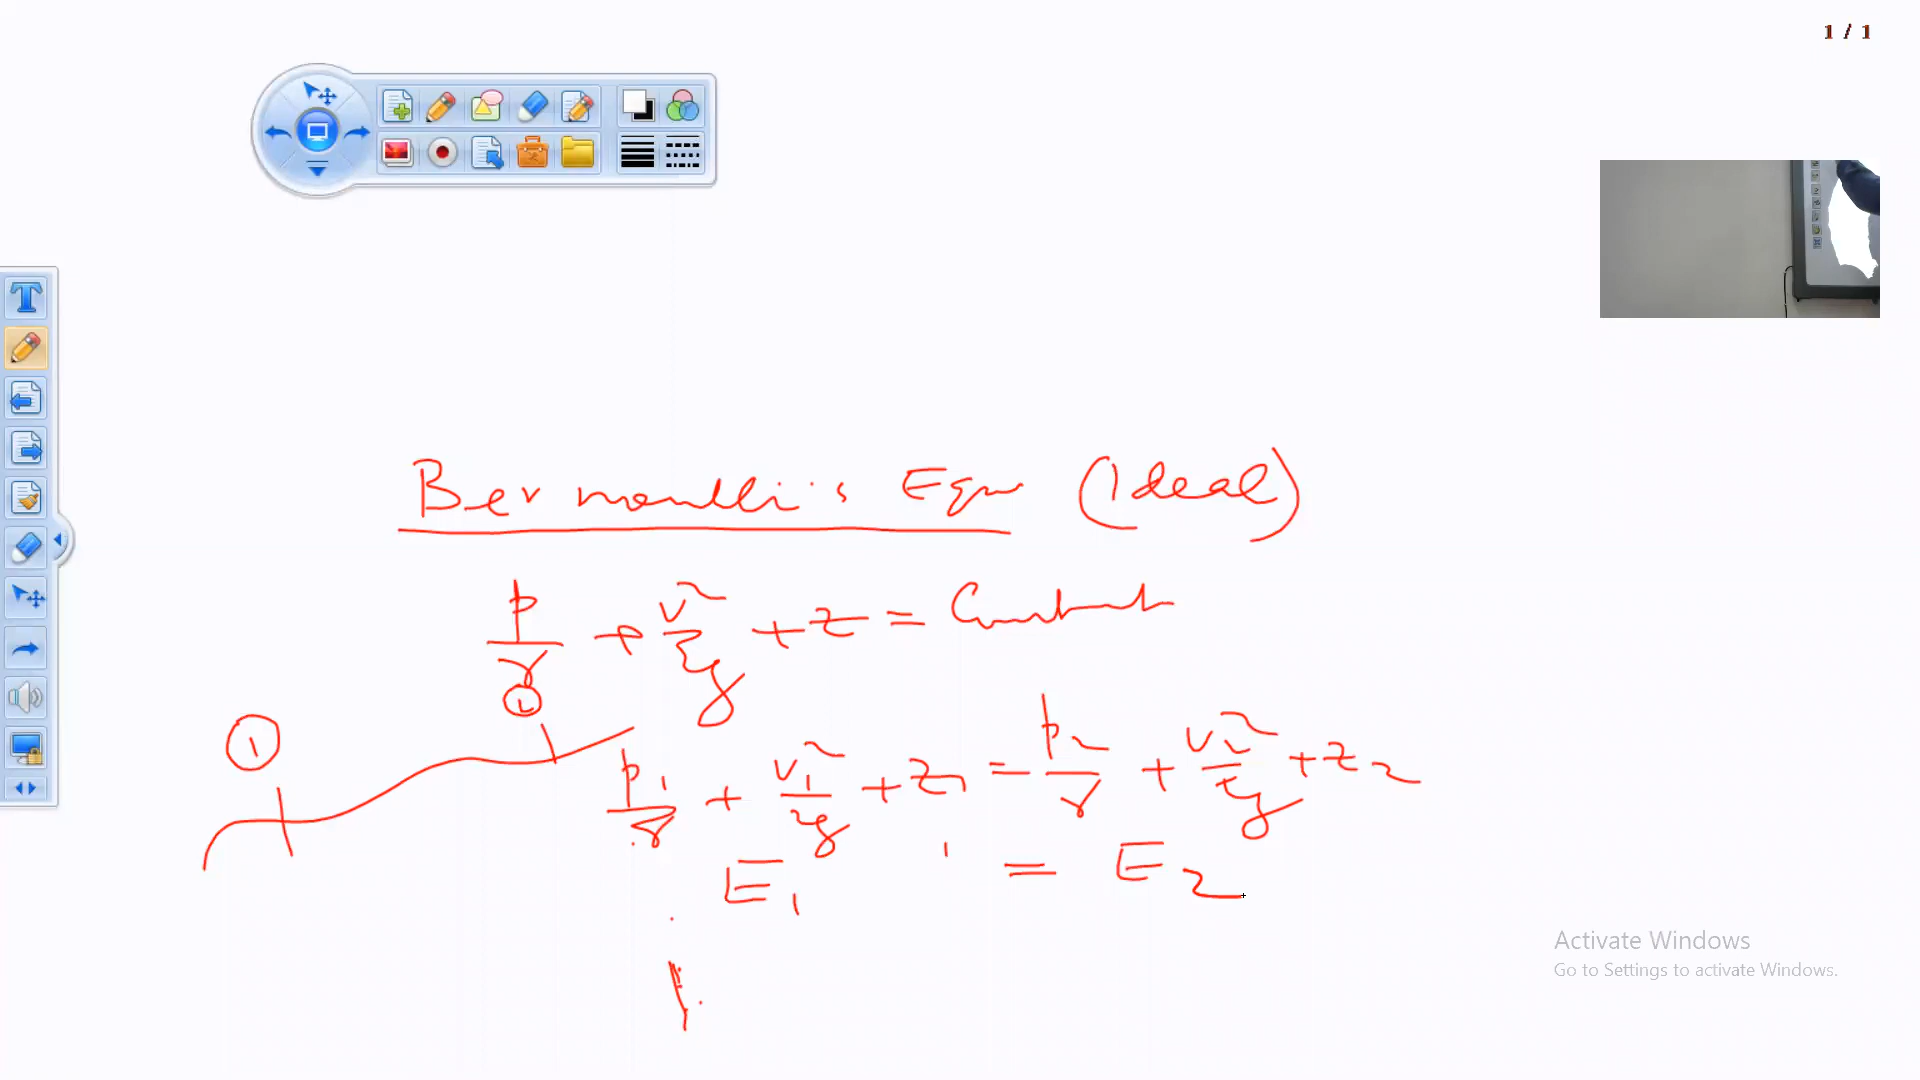 1 / 1
Bernoulli's Eqn (Ideal)
p/γ + v²/2g + z = Constant
① ②
p₁/γ + v₁²/2g + z₁ = p₂/γ + v₂²/2g + z₂
E₁ = E₂
Activate Windows
Go to Settings to activate Windows.